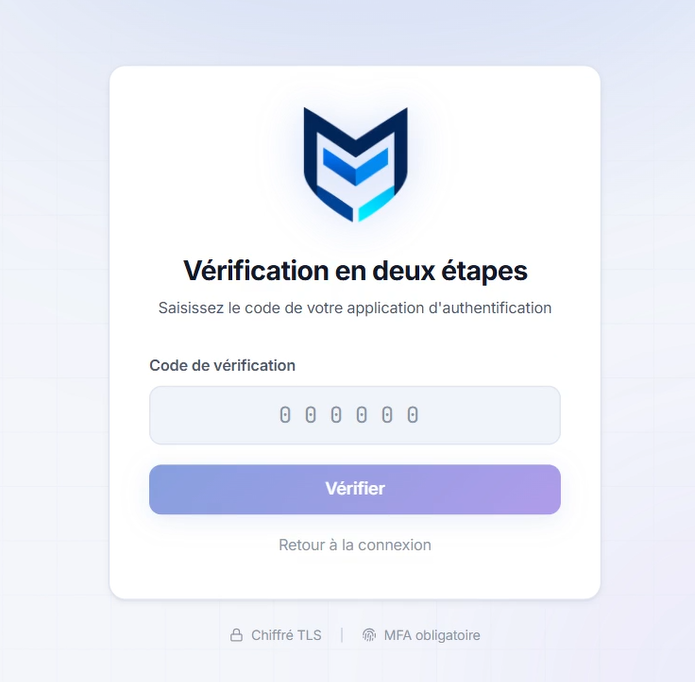 Vérification en deux étapes
Saisissez le code de votre application d'authentification
Code de vérification
0 0 0 0 0 0
Vérifier
Retour à la connexion
Chiffré TLS | MFA obligatoire